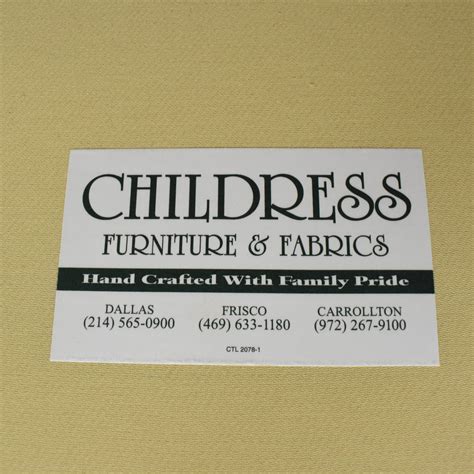 CHILDRESS
FURNITURE & FABRICS
Hand Crafted With Family Pride
DALLAS FRISCO CARROLLTON
(214) 565-0900 (469) 633-1180 (972) 267-9100
CTL 2078-1